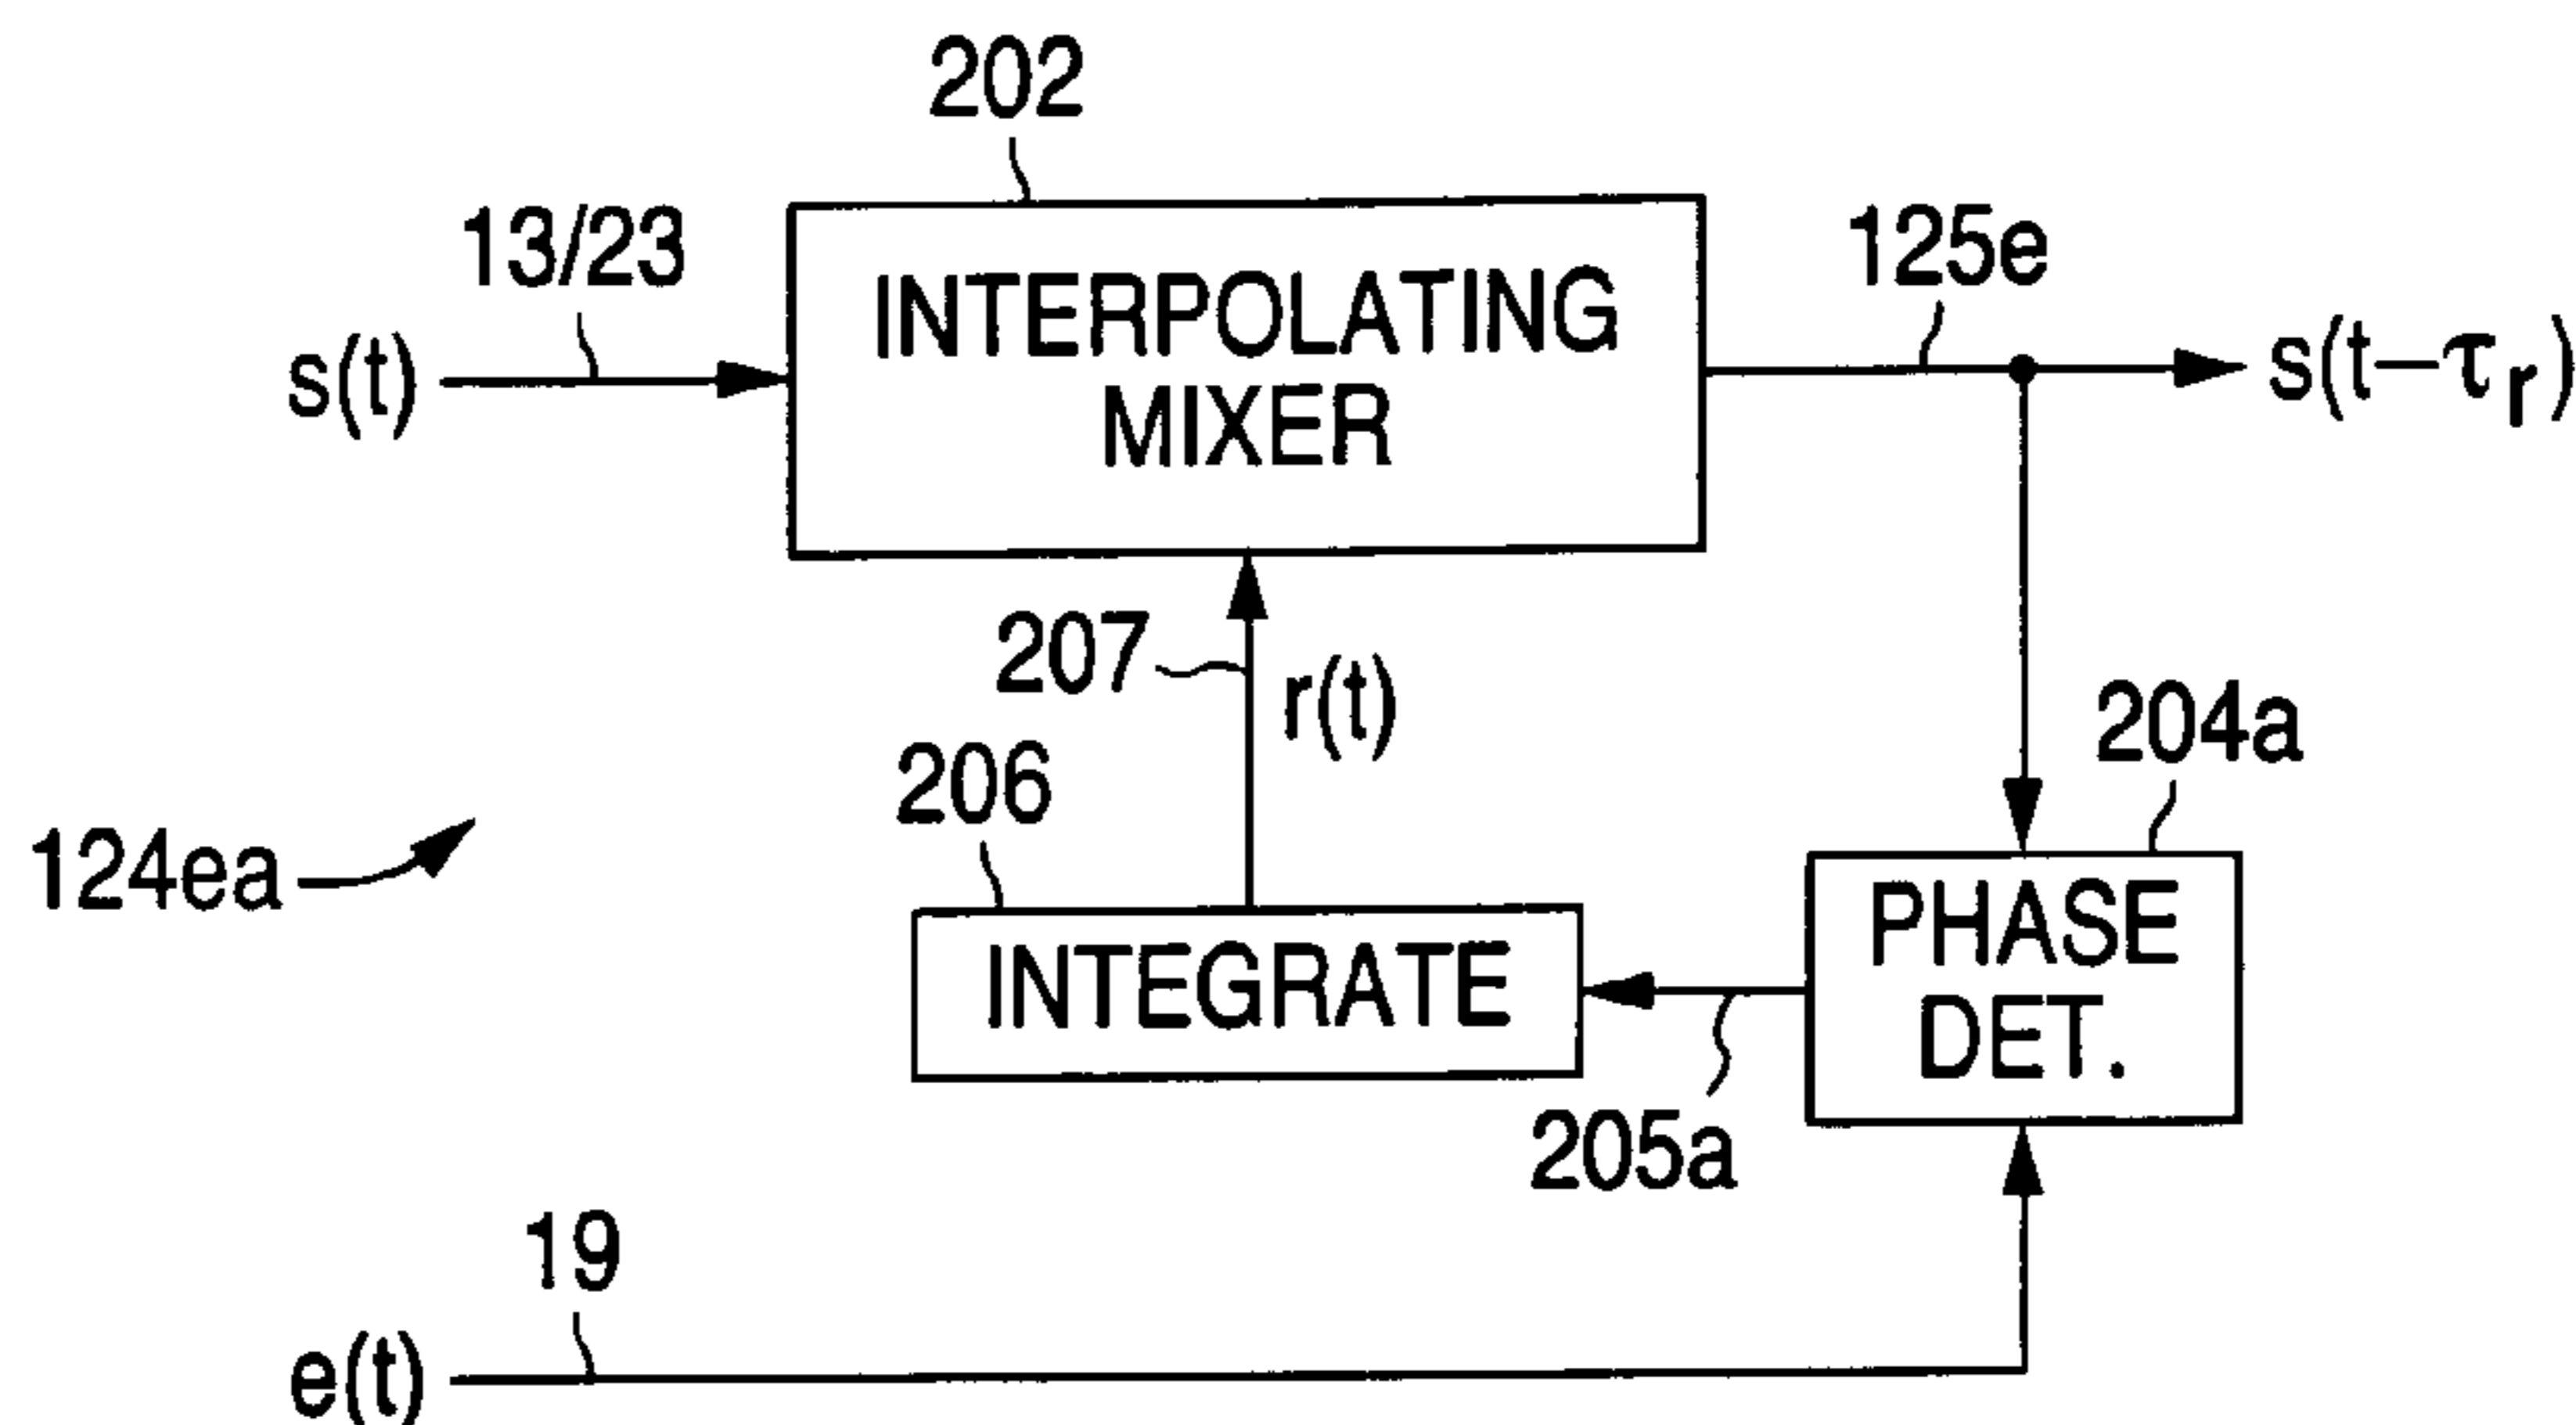 202
13/23
s(t)
INTERPOLATING
MIXER
125e
s(t−τr)
207
r(t)
204a
206
124ea
INTEGRATE
PHASE
DET.
205a
19
e(t)